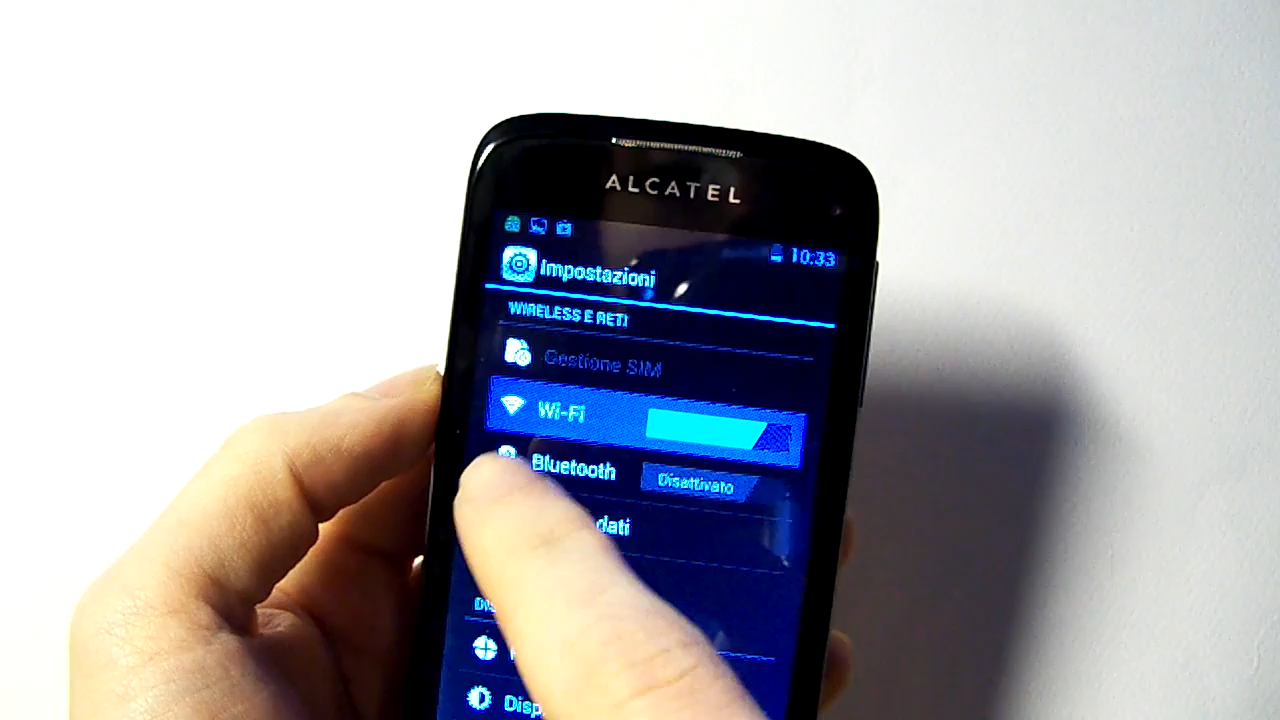 ALCATEL
10:33
Impostazioni
WIRELESS E RETI
Gestione SIM
Wi-Fi
Bluetooth Disattivato
dati